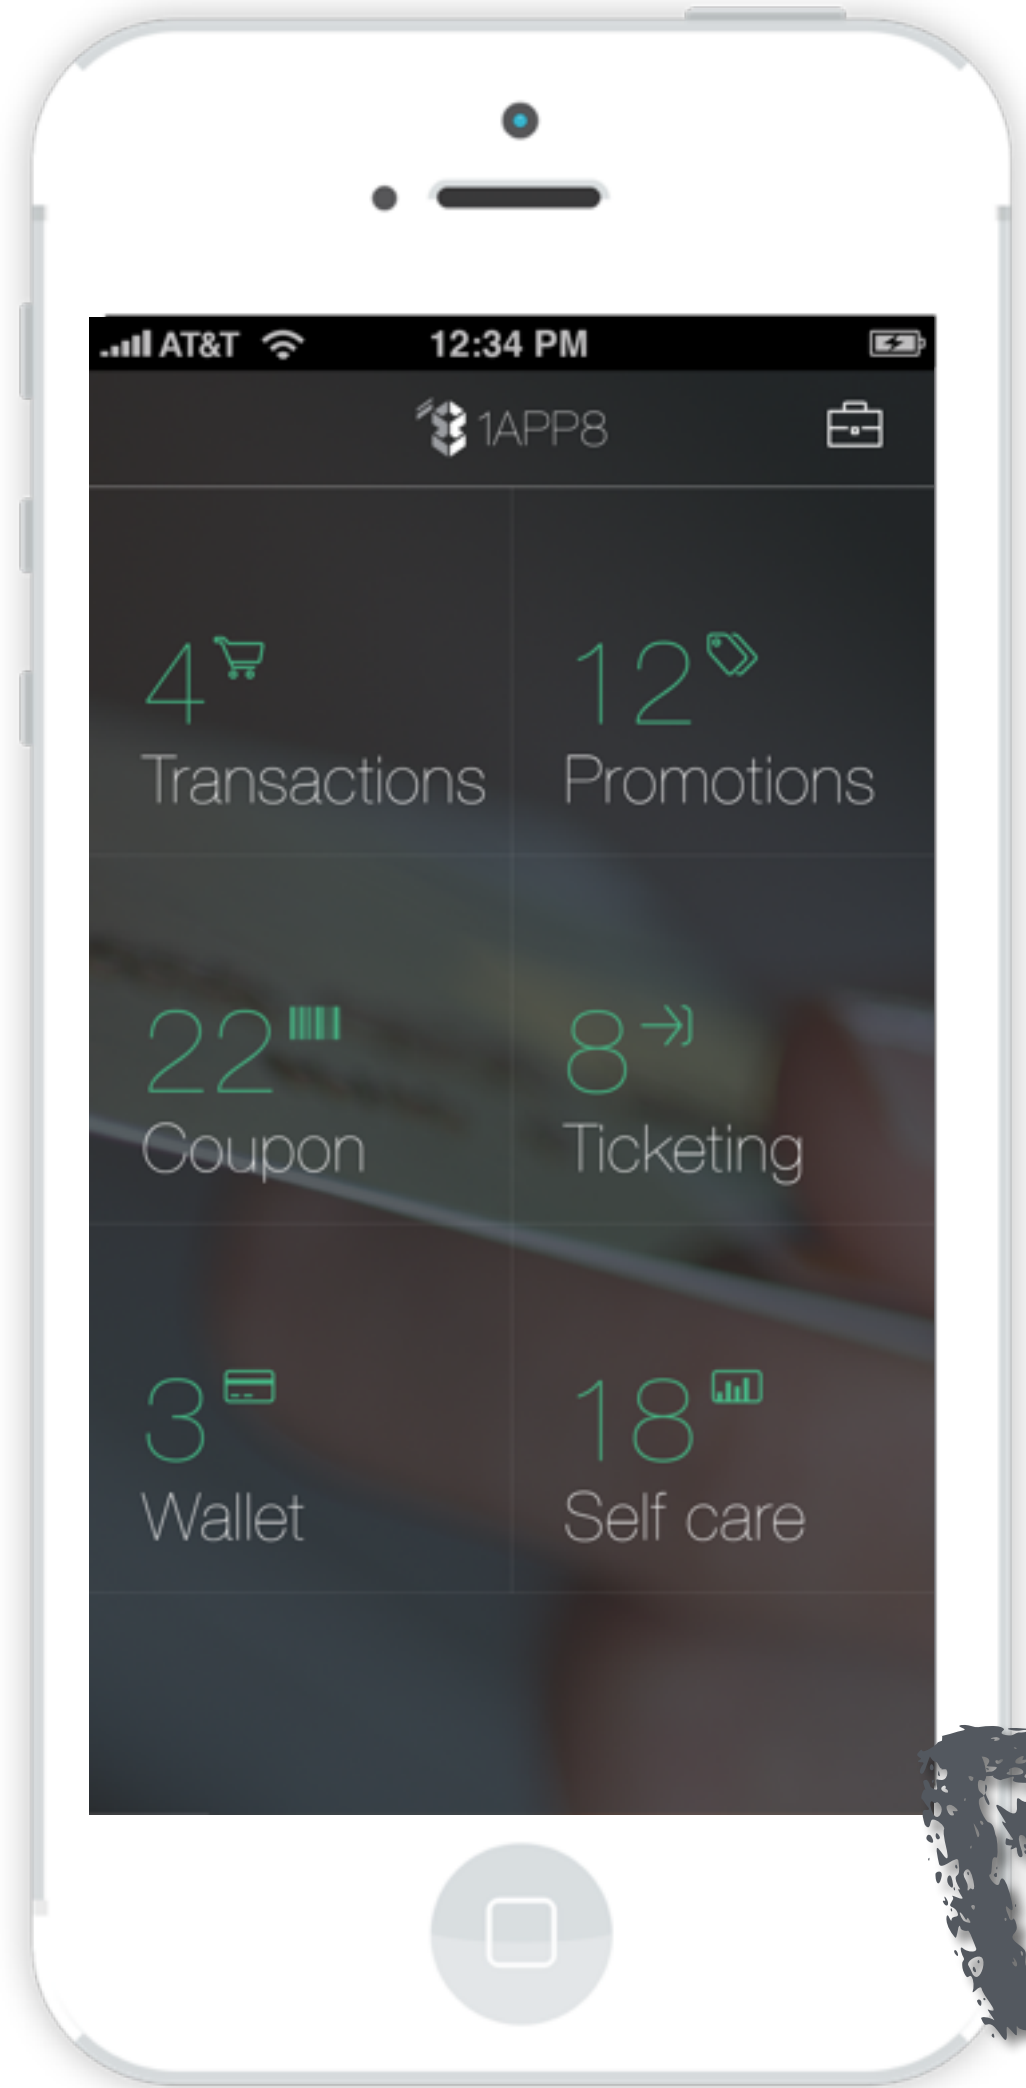 AT&T 12:34 PM
1APP8
4 12
Transactions Promotions
22 8
Coupon Ticketing
3 18
Wallet Self care